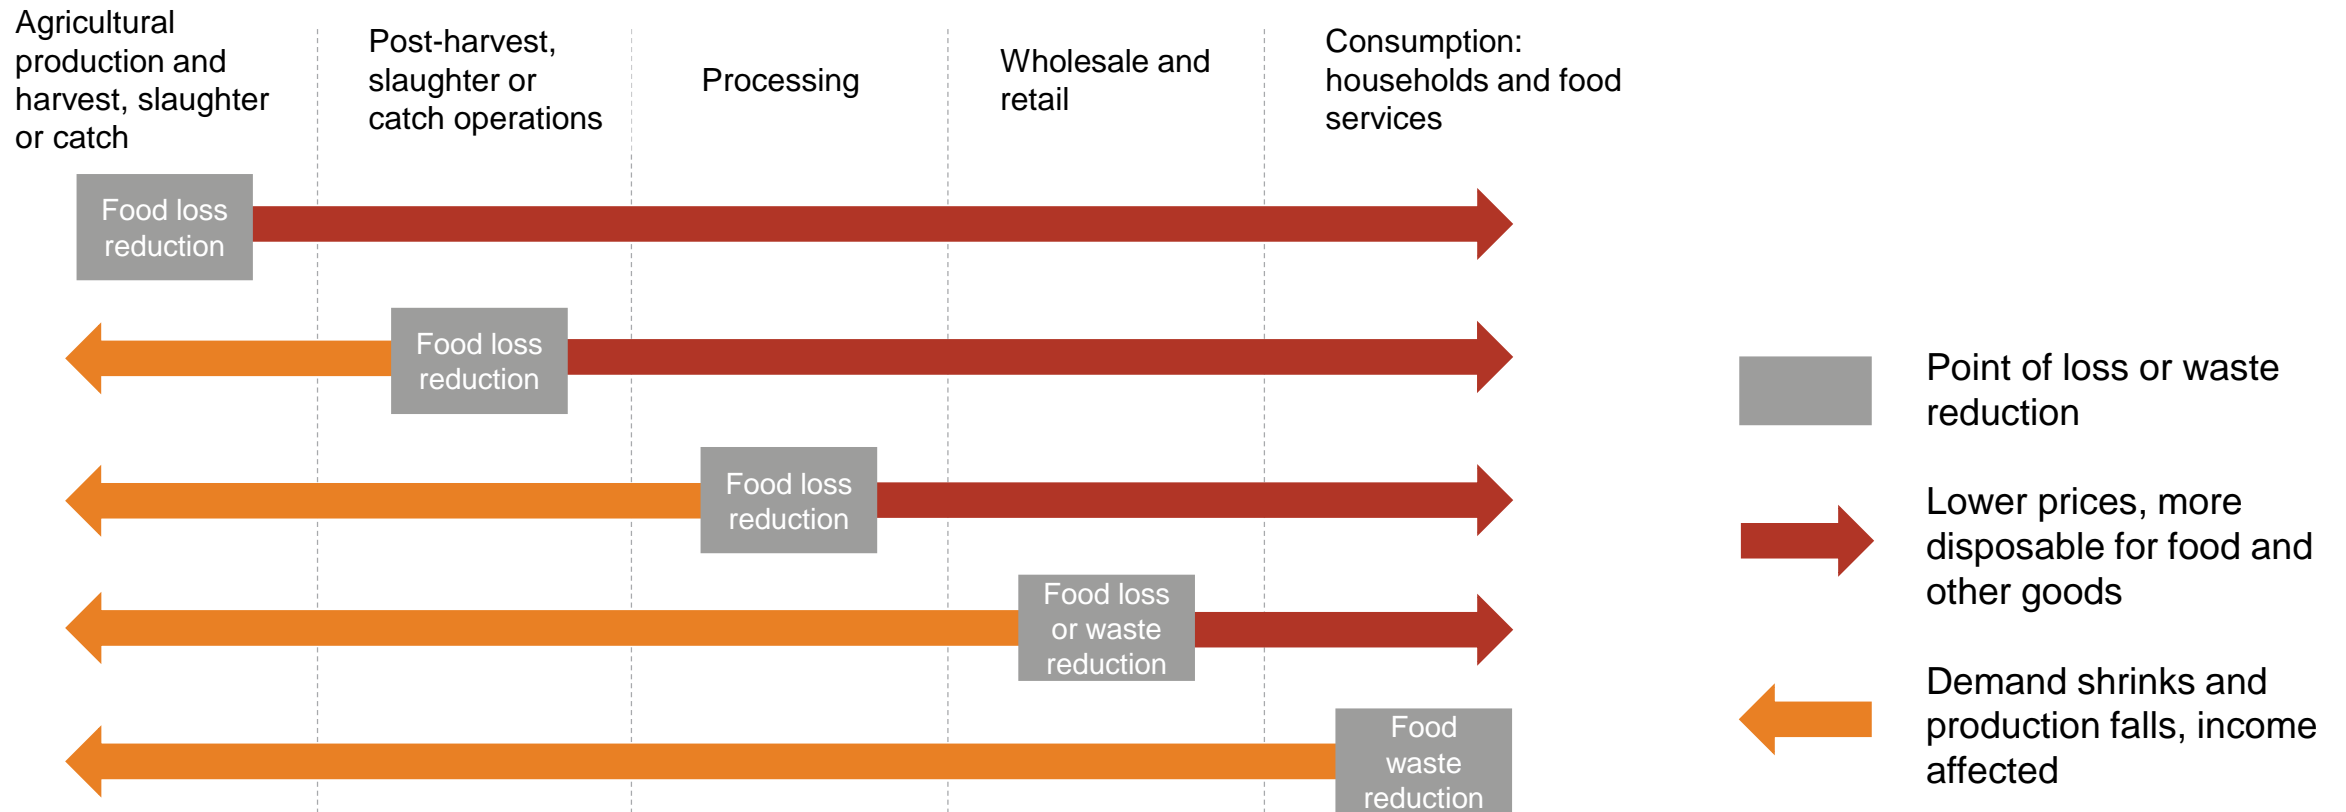 Agricultural
production and
harvest, slaughter
or catch
Post-harvest,
slaughter or
catch operations
Processing
Wholesale and
retail
Consumption:
households and food
services
Food loss
reduction
Food loss
reduction
Food loss
reduction
Food loss
or waste
reduction
Food
waste
reduction
Point of loss or waste
reduction
Lower prices, more
disposable for food and
other goods
Demand shrinks and
production falls, income
affected